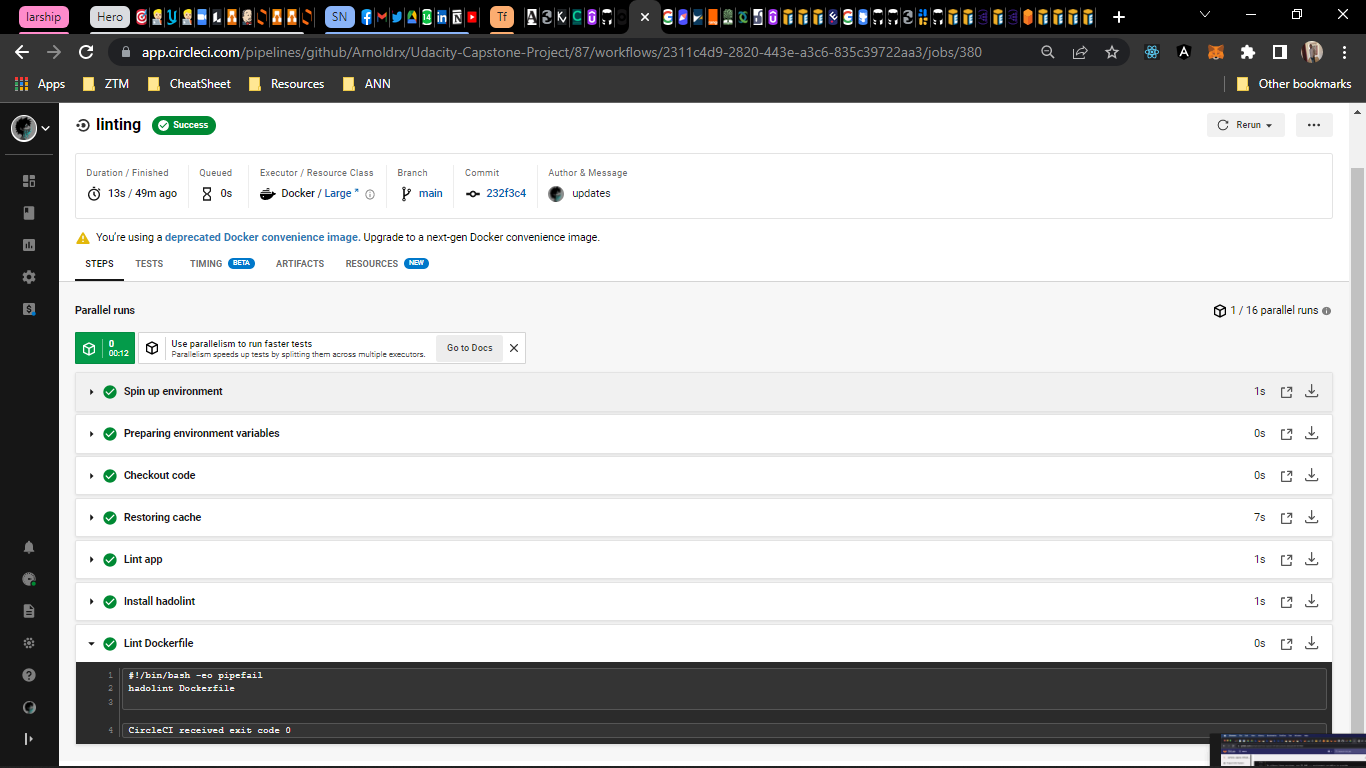 larship
Hero
SN
Tf
app.circleci.com/pipelines/github/Arnoldrx/Udacity-Capstone-Project/87/workflows/2311c4d9-2820-443e-a3c6-835c39722aa3/jobs/380
Apps
ZTM
CheatSheet
Resources
ANN
Other bookmarks
linting
Success
Rerun
Duration / Finished
Queued
Executor / Resource Class
Branch
Commit
Author & Message
13s / 49m ago
0s
Docker / Large *
main
232f3c4
updates
You're using a deprecated Docker convenience image. Upgrade to a next-gen Docker convenience image.
STEPS
TESTS
TIMING BETA
ARTIFACTS
RESOURCES NEW
Parallel runs
1 / 16 parallel runs
0
00:12
Use parallelism to run faster tests
Parallelism speeds up tests by splitting them across multiple executors.
Go to Docs
Spin up environment
1s
Preparing environment variables
0s
Checkout code
0s
Restoring cache
7s
Lint app
1s
Install hadolint
1s
Lint Dockerfile
0s
1 #!/bin/bash -eo pipefail
2 hadolint Dockerfile
3
4 CircleCI received exit code 0